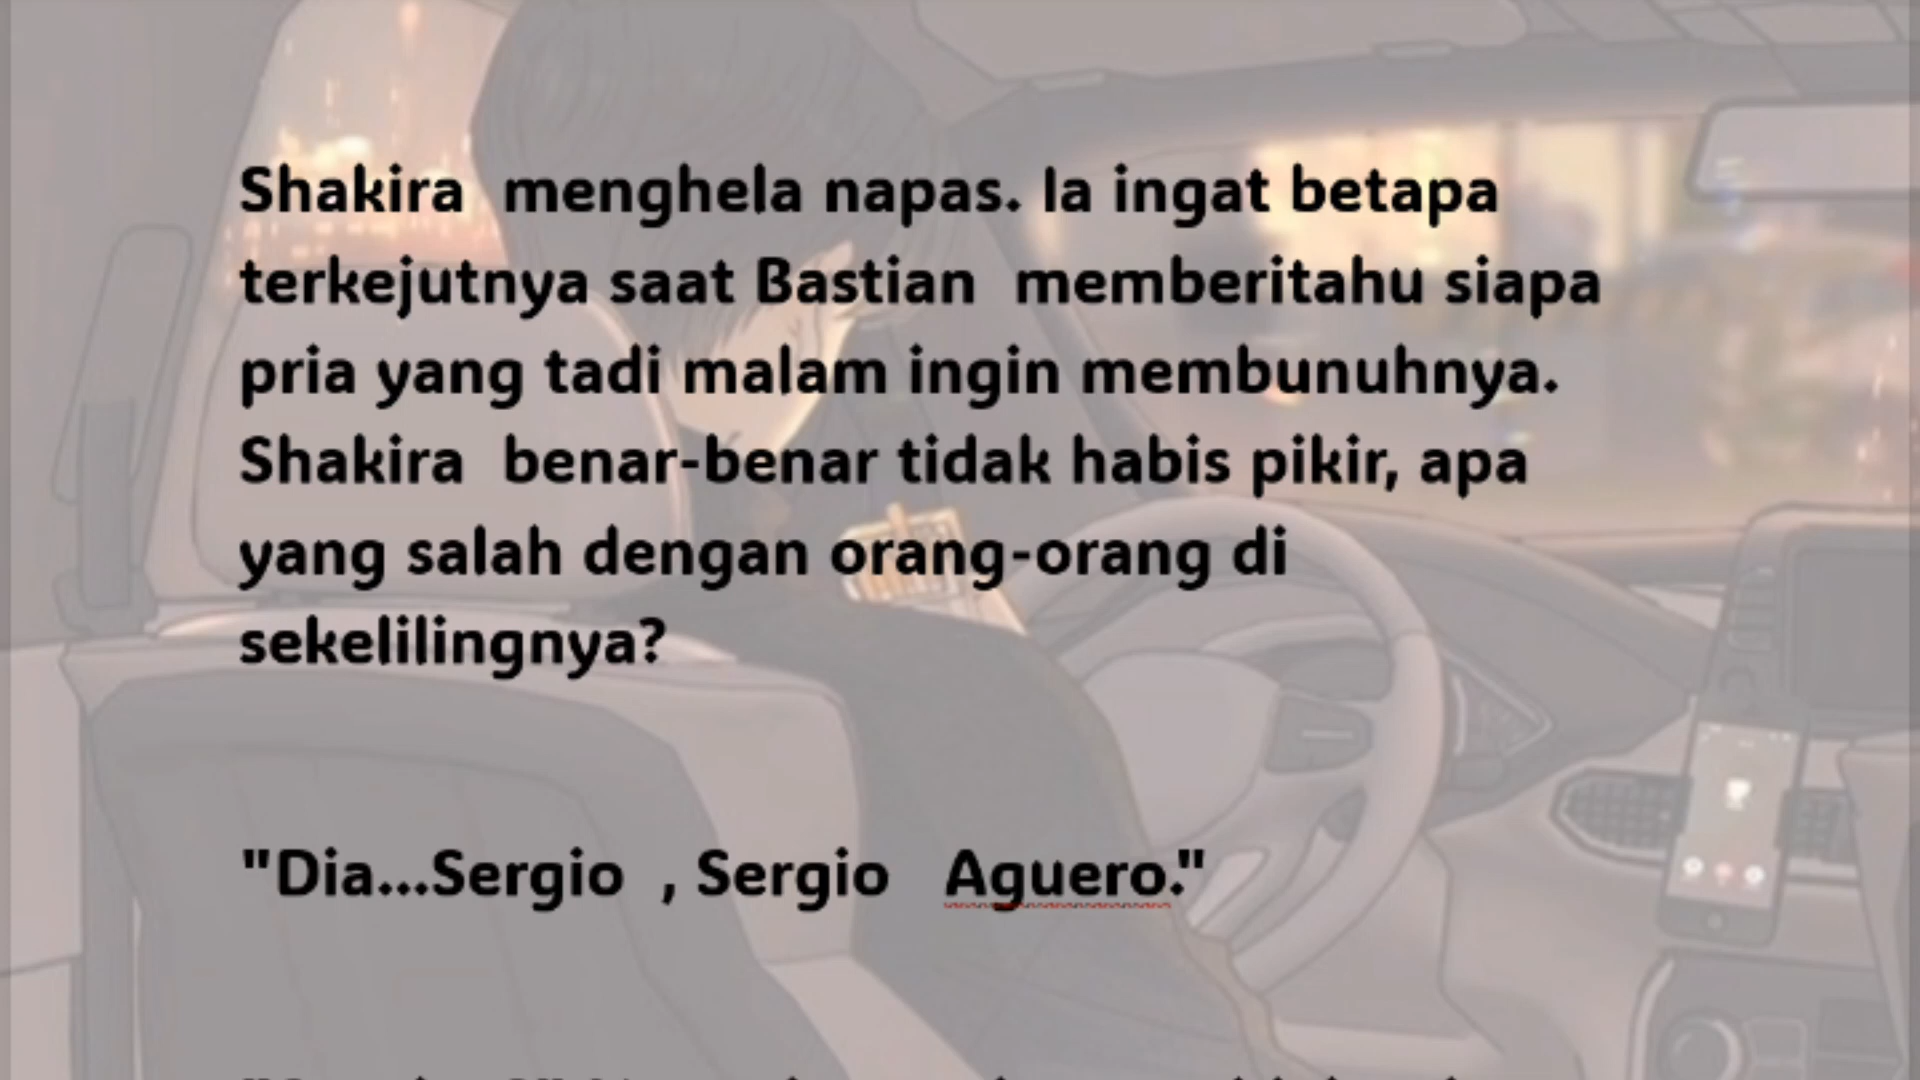 Shakira  menghela napas. Ia ingat betapa
terkejutnya saat Bastian  memberitahu siapa
pria yang tadi malam ingin membunuhnya.
Shakira  benar-benar tidak habis pikir, apa
yang salah dengan orang-orang di
sekelilingnya?
"Dia...Sergio  , Sergio   Aguero."